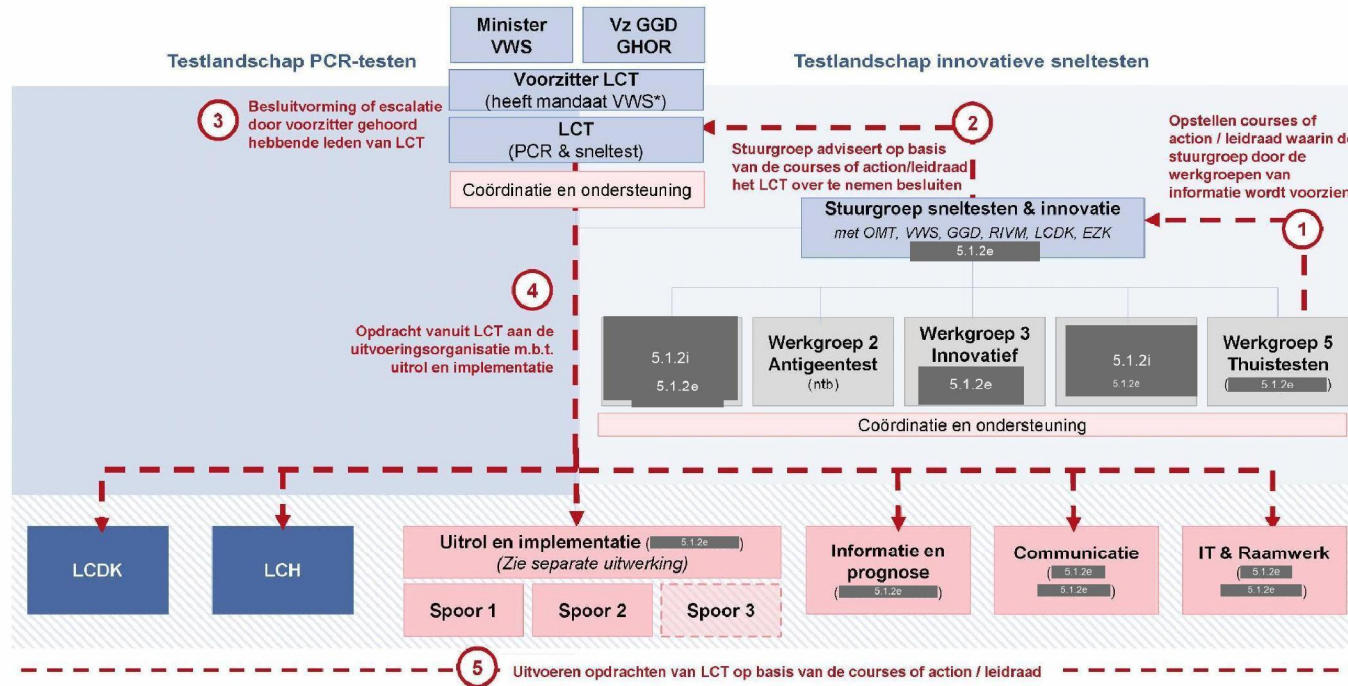 Minister
VWS
Vz GGD
GHOR
Testlandschap PCR-testen
Testlandschap innovatieve sneltesten
Voorzitter LCT
(heeft mandaat VWS*)
LCT
(PCR & sneltest)
Coördinatie en ondersteuning
3
Besluitvorming of escalatie
door voorzitter gehoord
hebbende leden van LCT
2
Stuurgroep adviseert op basis
van de courses of action/leidraad
het LCT over te nemen besluiten
Opstellen courses of
action / leidraad waarin de
stuurgroep door de
werkgroepen van
informatie wordt voorzien
1
Stuurgroep sneltesten & innovatie
met OMT, VWS, GGD, RIVM, LCDK, EZK
5.1.2e
4
Opdracht vanuit LCT aan de
uitvoeringsorganisatie m.b.t.
uitrol en implementatie
5.1.2i
5.1.2e
Werkgroep 2
Antigeentest
(ntb)
Werkgroep 3
Innovatief
5.1.2e
5.1.2i
5.1.2e
Werkgroep 5
Thuistesten
(5.1.2e)
Coördinatie en ondersteuning
LCDK
LCH
Uitrol en implementatie (5.1.2e)
(Zie separate uitwerking)
Spoor 1
Spoor 2
Spoor 3
Informatie en
prognose
(5.1.2e)
Communicatie
(5.1.2e)
(5.1.2e)
IT & Raamwerk
(5.1.2e)
(5.1.2e)
5
Uitvoeren opdrachten van LCT op basis van de courses of action / leidraad